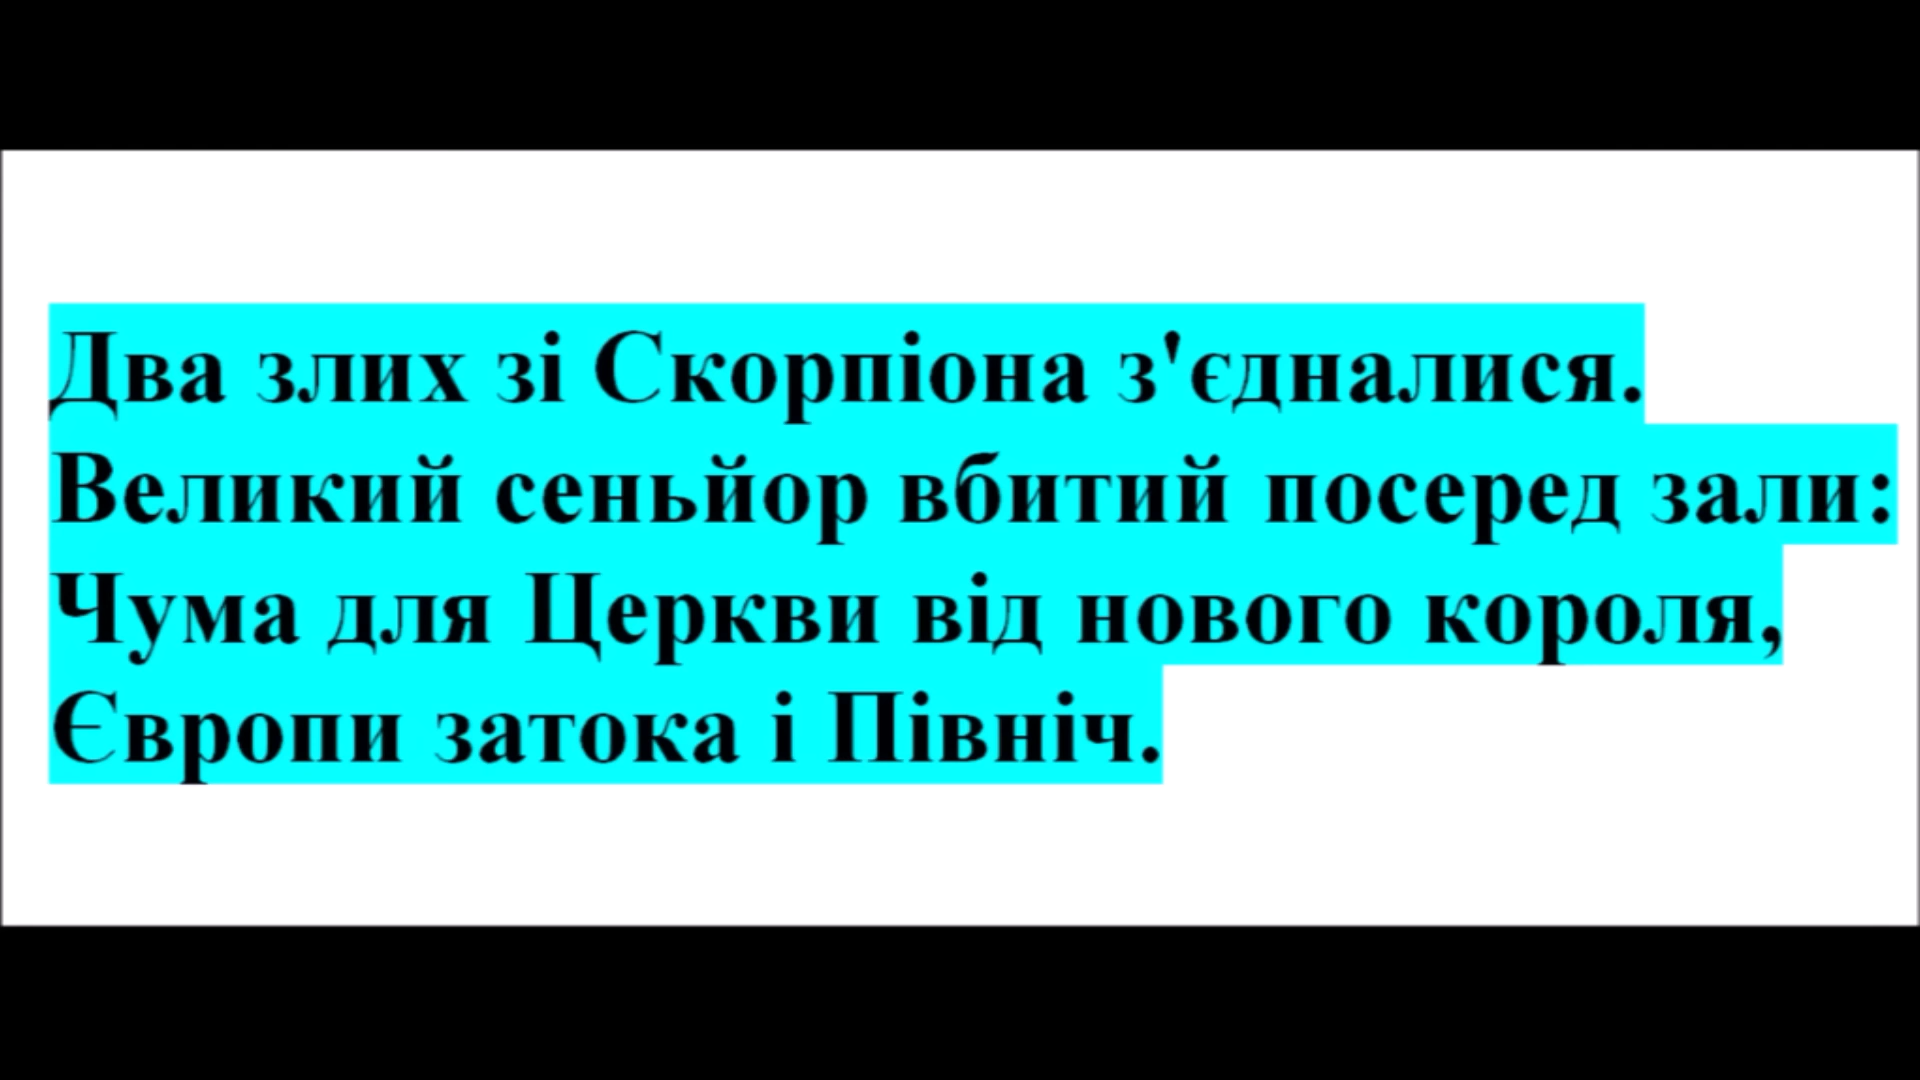 Два злих зі Скорпіона з'єдналися.
Великий сеньйор вбитий посеред зали:
Чума для Церкви від нового короля,
Європи затока і Північ.